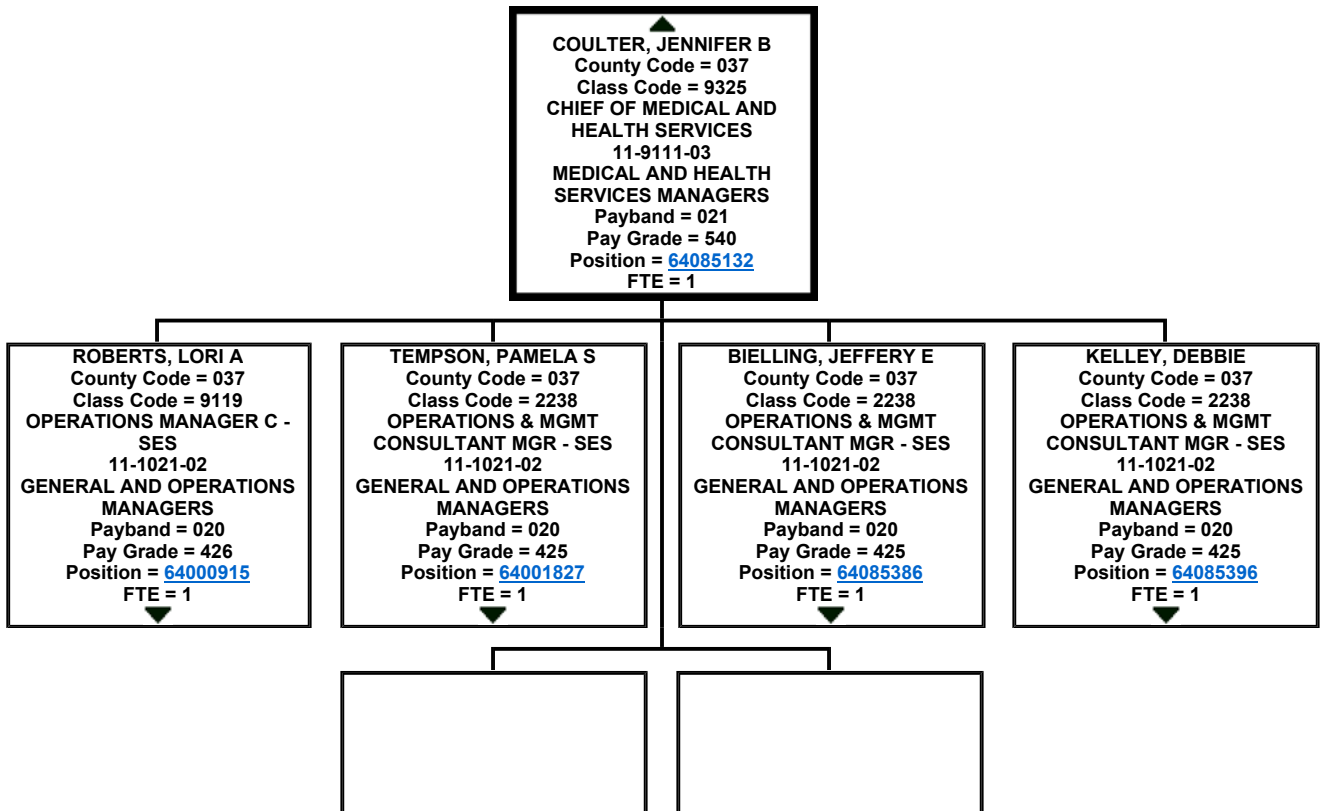 COULTER, JENNIFER B
County Code = 037
Class Code = 9325
CHIEF OF MEDICAL AND
HEALTH SERVICES
11-9111-03
MEDICAL AND HEALTH
SERVICES MANAGERS
Payband = 021
Pay Grade = 540
Position = 64085132
FTE = 1
ROBERTS, LORI A
County Code = 037
Class Code = 9119
OPERATIONS MANAGER C -
SES
11-1021-02
GENERAL AND OPERATIONS
MANAGERS
Payband = 020
Pay Grade = 426
Position = 64000915
FTE = 1
TEMPSON, PAMELA S
County Code = 037
Class Code = 2238
OPERATIONS & MGMT
CONSULTANT MGR - SES
11-1021-02
GENERAL AND OPERATIONS
MANAGERS
Payband = 020
Pay Grade = 425
Position = 64001827
FTE = 1
BIELLING, JEFFERY E
County Code = 037
Class Code = 2238
OPERATIONS & MGMT
CONSULTANT MGR - SES
11-1021-02
GENERAL AND OPERATIONS
MANAGERS
Payband = 020
Pay Grade = 425
Position = 64085386
FTE = 1
KELLEY, DEBBIE
County Code = 037
Class Code = 2238
OPERATIONS & MGMT
CONSULTANT MGR - SES
11-1021-02
GENERAL AND OPERATIONS
MANAGERS
Payband = 020
Pay Grade = 425
Position = 64085396
FTE = 1